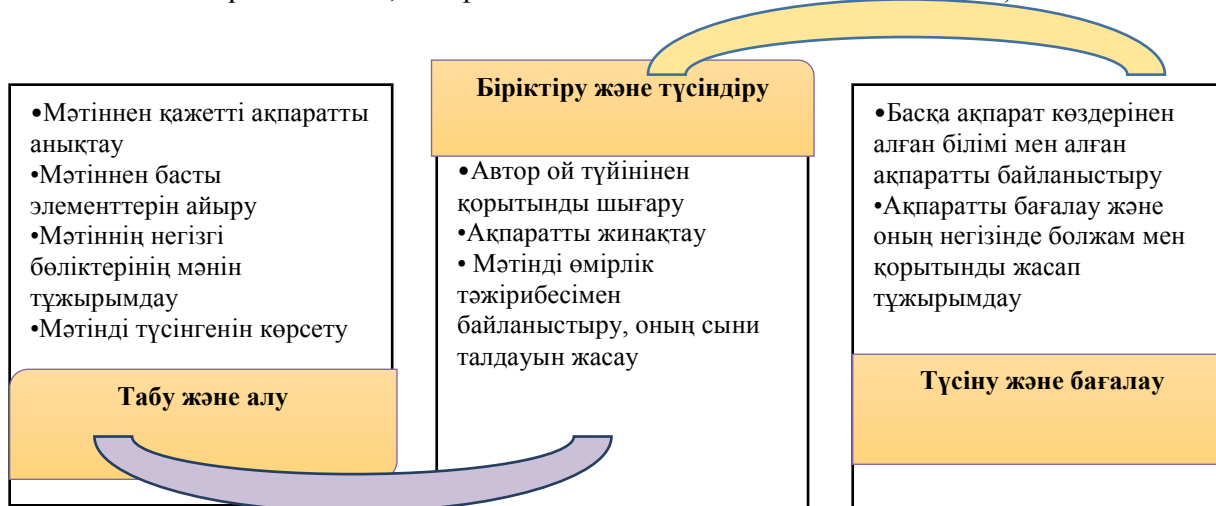 •Мәтіннен қажетті ақпаратты
анықтау
•Мәтіннен басты
элементтерін айыру
•Мәтіннің негізгі
бөліктерінің мәнін
тұжырымдау
•Мәтінді түсінгенін көрсету
Табу және алу
Біріктіру және түсіндіру
•Автор ой түйінінен
қорытынды шығару
•Ақпаратты жинақтау
• Мәтінді өмірлік
тәжірибесімен
байланыстыру, оның сыни
талдауын жасау
•Басқа ақпарат көздерінен
алған білімі мен алған
ақпаратты байланыстыру
•Ақпаратты бағалау және
оның негізінде болжам мен
қорытынды жасап
тұжырымдау
Түсіну және бағалау